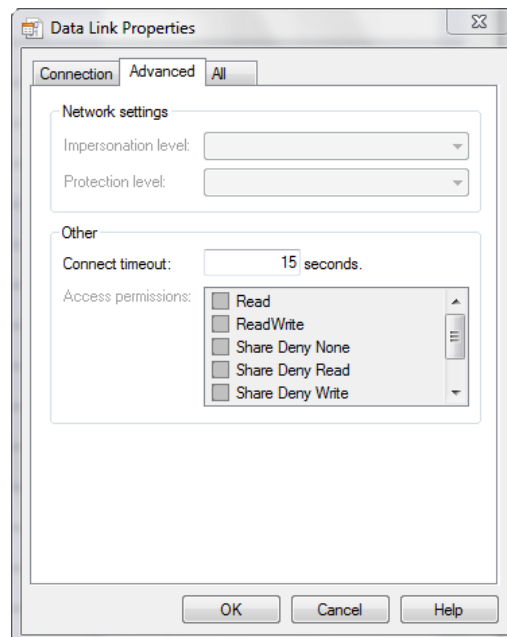 Data Link Properties
Connection Advanced All
Network settings
Impersonation level:
Protection level:
Other
Connect timeout: 15 seconds.
Access permissions:
Read
ReadWrite
Share Deny None
Share Deny Read
Share Deny Write
OK Cancel Help